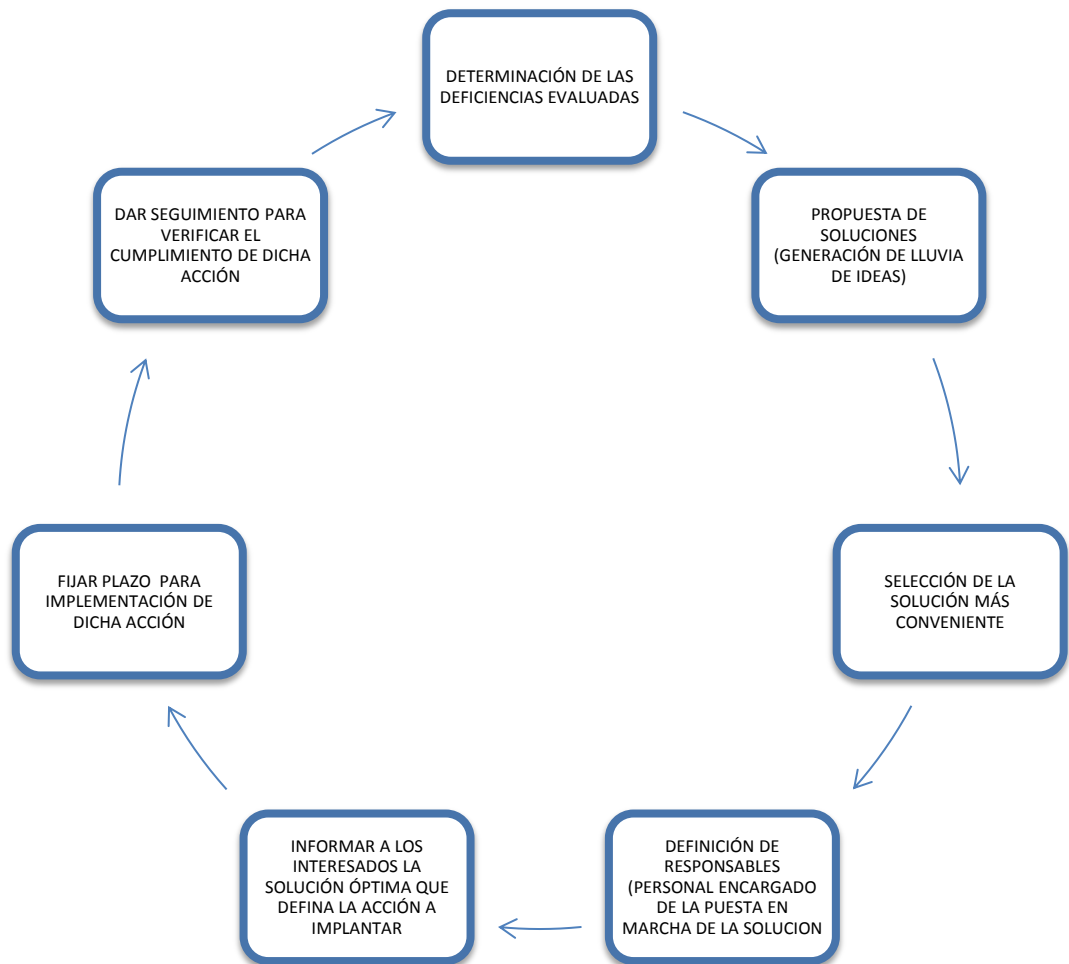 DETERMINACIÓN DE LAS
DEFICIENCIAS EVALUADAS
PROPUESTA DE
SOLUCIONES
(GENERACIÓN DE LLUVIA
DE IDEAS)
SELECCIÓN DE LA
SOLUCIÓN MÁS
CONVENIENTE
DEFINICIÓN DE
RESPONSABLES
(PERSONAL ENCARGADO
DE LA PUESTA EN
MARCHA DE LA SOLUCION
INFORMAR A LOS
INTERESADOS LA
SOLUCIÓN ÓPTIMA QUE
DEFINA LA ACCIÓN A
IMPLANTAR
FIJAR PLAZO  PARA
IMPLEMENTACIÓN DE
DICHA ACCIÓN
DAR SEGUIMIENTO PARA
VERIFICAR EL
CUMPLIMIENTO DE DICHA
ACCIÓN